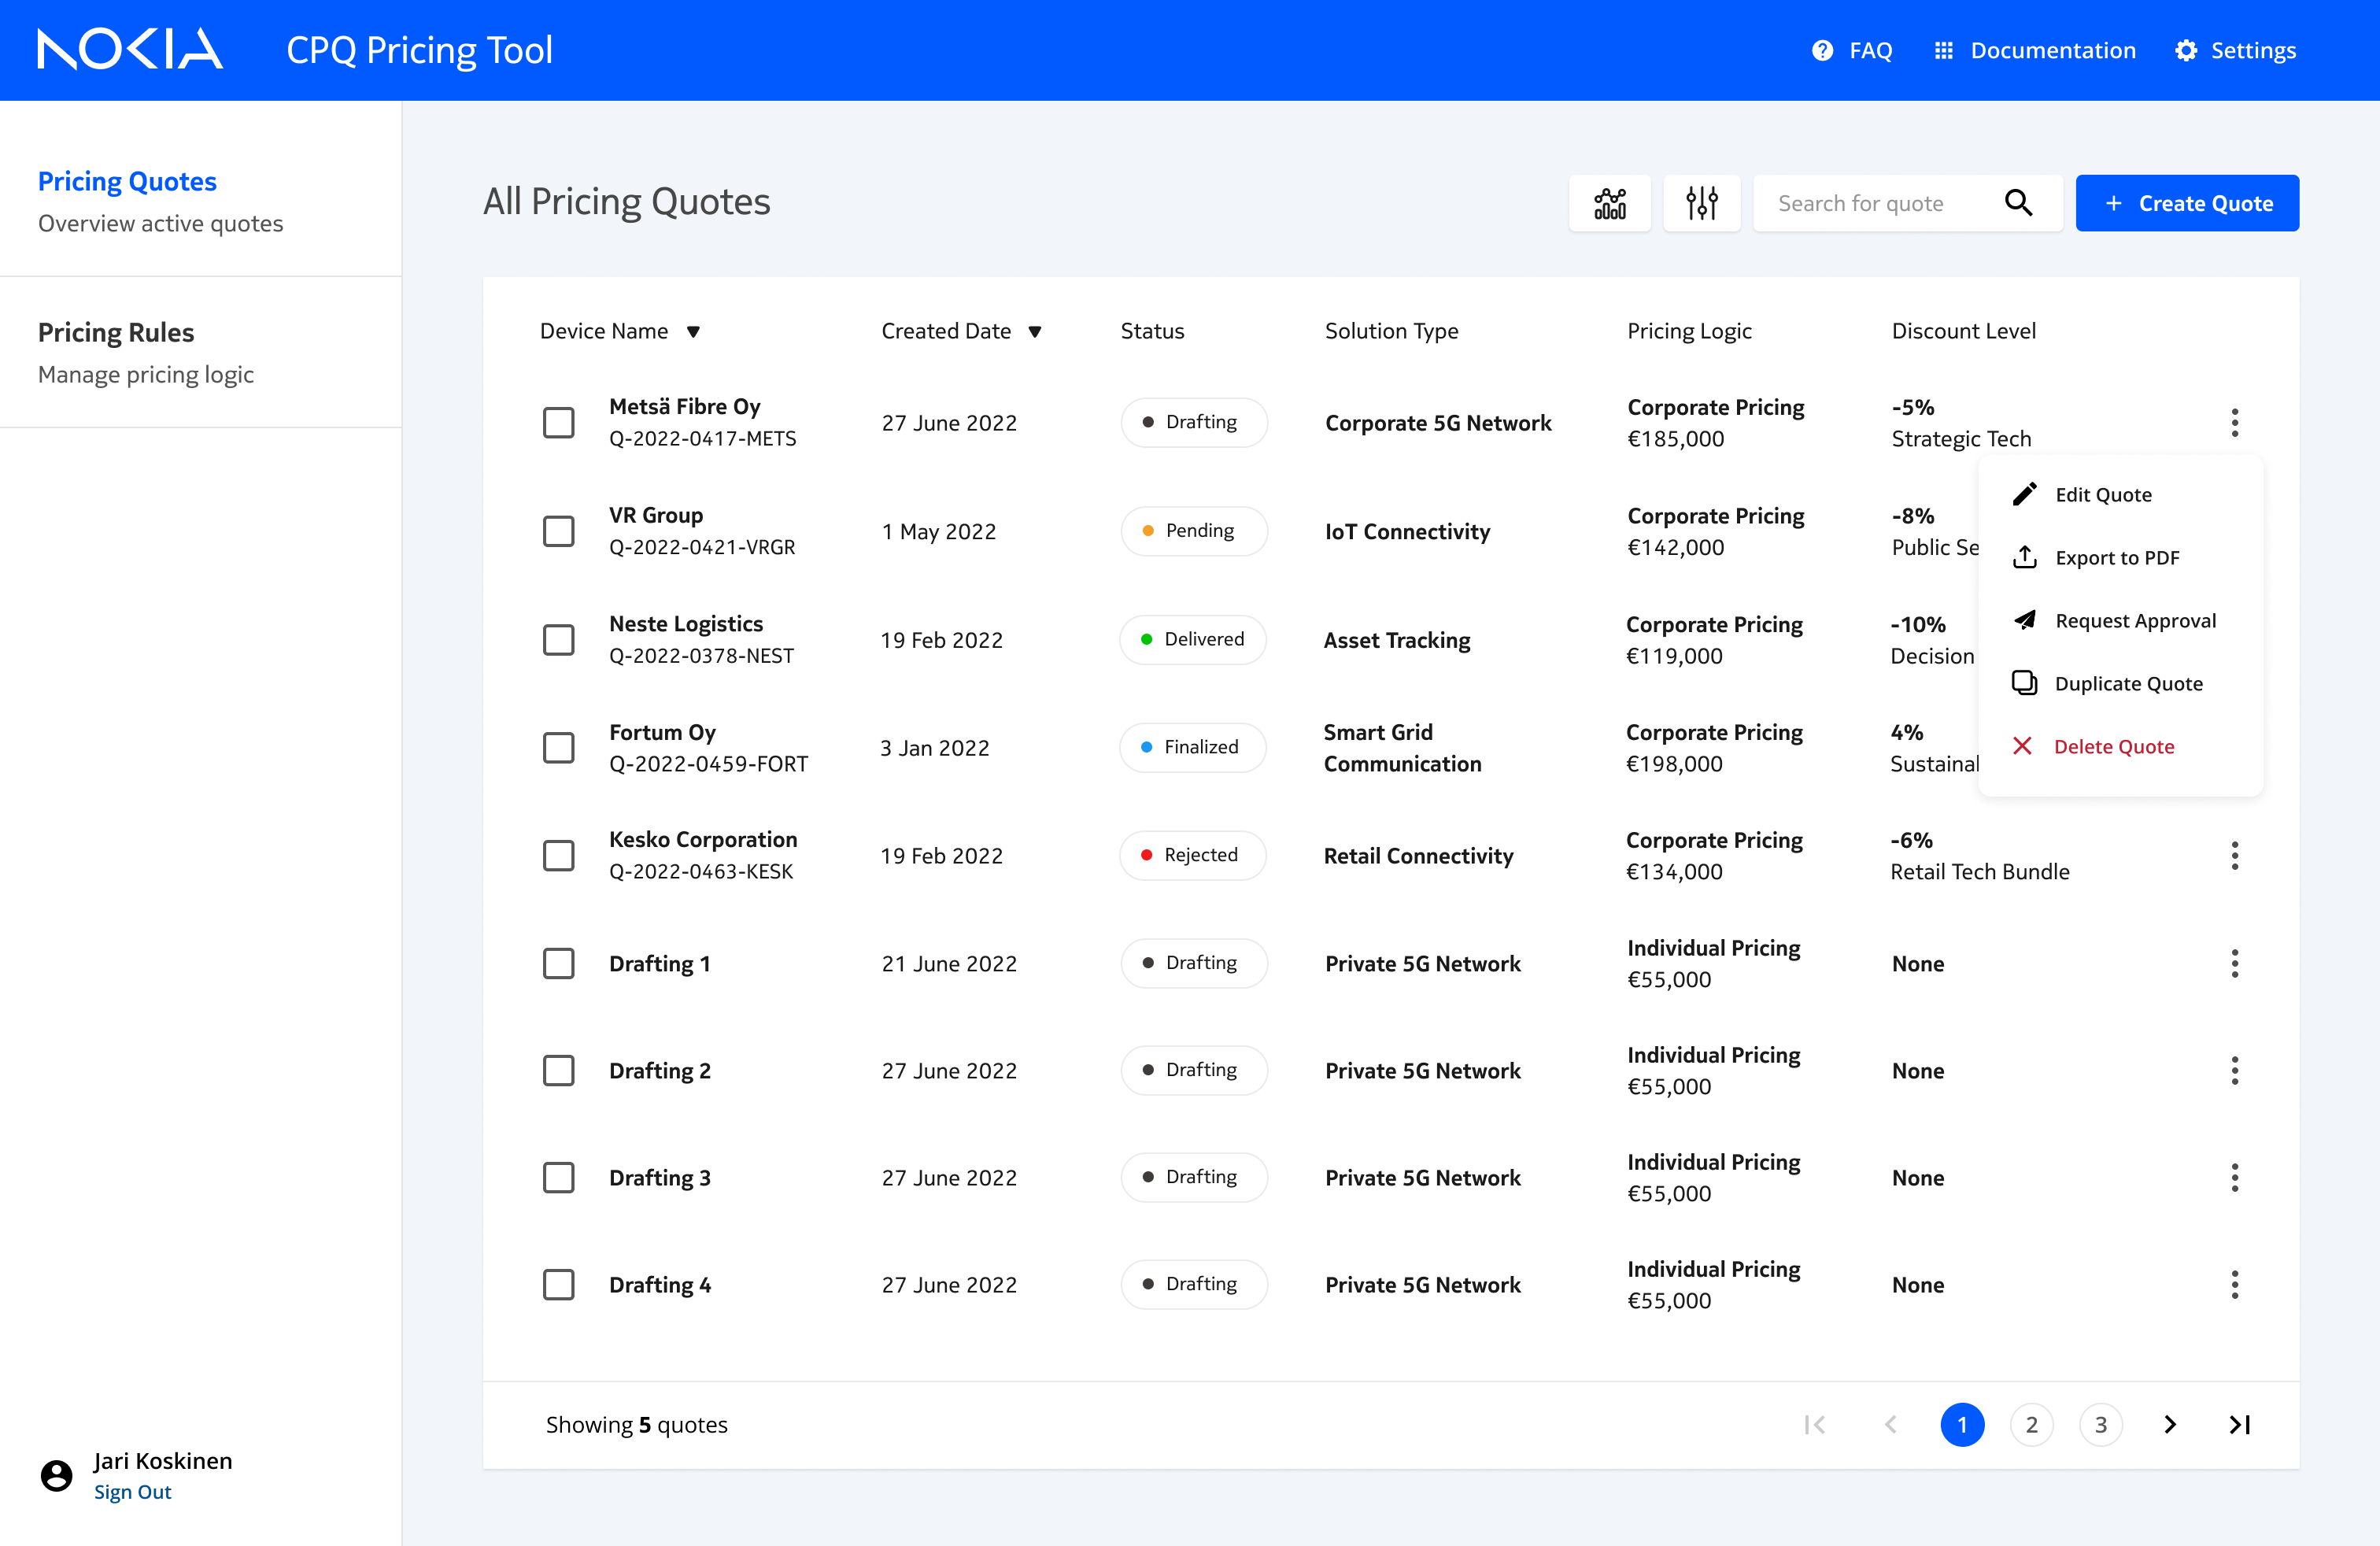 NOKIA
CPQ Pricing Tool
FAQ
Documentation
Settings
Pricing Quotes
Overview active quotes
Pricing Rules
Manage pricing logic
All Pricing Quotes
Search for quote
+ Create Quote
Device Name
Created Date
Status
Solution Type
Pricing Logic
Discount Level
Metsä Fibre Oy
Q-2022-0417-METS
27 June 2022
Drafting
Corporate 5G Network
Corporate Pricing
€185,000
-5%
Strategic Tech
VR Group
Q-2022-0421-VRGR
1 May 2022
Pending
IoT Connectivity
Corporate Pricing
€142,000
-8%
Public Se
Neste Logistics
Q-2022-0378-NEST
19 Feb 2022
Delivered
Asset Tracking
Corporate Pricing
€119,000
-10%
Decision
Fortum Oy
Q-2022-0459-FORT
3 Jan 2022
Finalized
Smart Grid
Communication
Corporate Pricing
€198,000
4%
Sustainal
Edit Quote
Export to PDF
Request Approval
Duplicate Quote
Delete Quote
Kesko Corporation
Q-2022-0463-KESK
19 Feb 2022
Rejected
Retail Connectivity
Corporate Pricing
€134,000
-6%
Retail Tech Bundle
Drafting 1
21 June 2022
Drafting
Private 5G Network
Individual Pricing
€55,000
None
Drafting 2
27 June 2022
Drafting
Private 5G Network
Individual Pricing
€55,000
None
Drafting 3
27 June 2022
Drafting
Private 5G Network
Individual Pricing
€55,000
None
Drafting 4
27 June 2022
Drafting
Private 5G Network
Individual Pricing
€55,000
None
Showing 5 quotes
1
2
3
Jari Koskinen
Sign Out